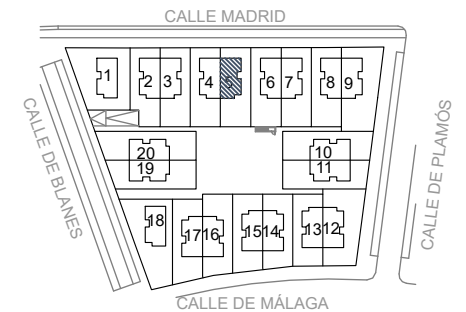 CALLE MADRID
1 2 3 4 5 6 7 8 9
CALLE DE BLANES
CALLE DE PLAMÓS
20 10
19 11
18 17 16 15 14 13 12
CALLE DE MÁLAGA